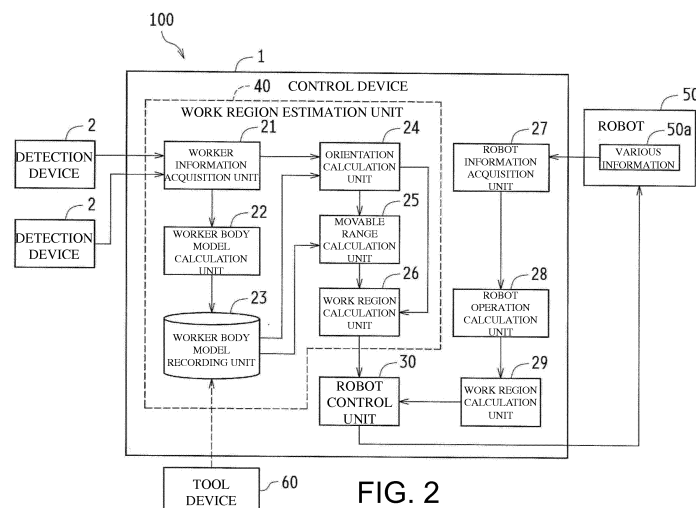 100
1
CONTROL DEVICE
40
WORK REGION ESTIMATION UNIT
50
ROBOT
50a
VARIOUS
INFORMATION
2
DETECTION
DEVICE
2
DETECTION
DEVICE
21
WORKER
INFORMATION
ACQUISITION UNIT
22
WORKER BODY
MODEL
CALCULATION
UNIT
23
WORKER BODY
MODEL
RECORDING UNIT
24
ORIENTATION
CALCULATION
UNIT
25
MOVABLE
RANGE
CALCULATION
UNIT
26
WORK REGION
CALCULATION
UNIT
27
ROBOT
INFORMATION
ACQUISITION
UNIT
28
ROBOT
OPERATION
CALCULATION
UNIT
29
WORK REGION
CALCULATION
UNIT
30
ROBOT
CONTROL
UNIT
60
TOOL
DEVICE
FIG. 2